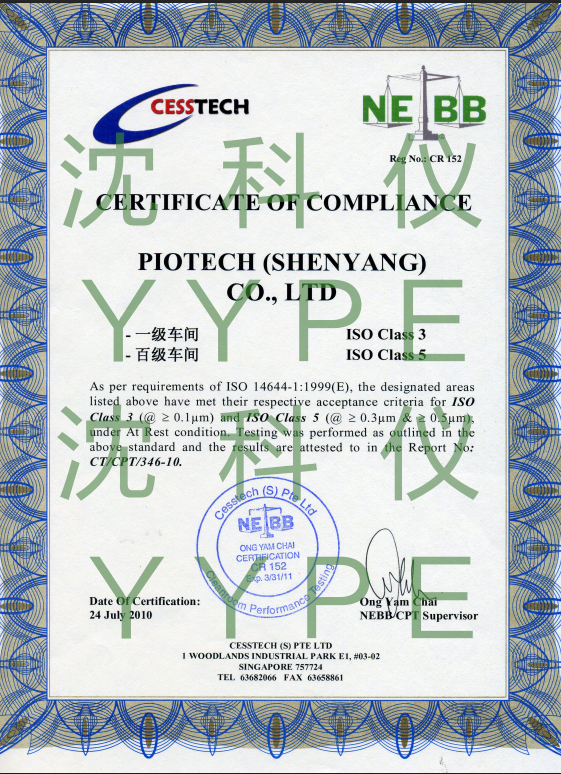 CESSTECH
NEBB
Reg No.: CR 152
沈科仪
CERTIFICATE OF COMPLIANCE
PIOTECH (SHENYANG)
CO., LTD
YYPE
- 一级车间 ISO Class 3
- 百级车间 ISO Class 5
As per requirements of ISO 14644-1:1999(E), the designated areas
listed above have met their respective acceptance criteria for ISO
Class 3 (@ ≥ 0.1µm) and ISO Class 5 (@ ≥ 0.3µm & ≥ 0.5µm),
under At Rest condition. Testing was performed as outlined in the
above standard and the results are attested to in the Report No:
CT/CPT/346-10.
沈科仪
Cesstech (S) Pte Ltd
NEBB
ONG YAM CHAI
CERTIFICATION
CR 152
Exp. 3/31/11
Cleanroom Performance Testing
YYPE
Date Of Certification: Ong Yam Chai
24 July 2010 NEBB CPT Supervisor
CESSTECH (S) PTE LTD
1 WOODLANDS INDUSTRIAL PARK E1, #03-02
SINGAPORE 757724
TEL 63682066 FAX 63658861